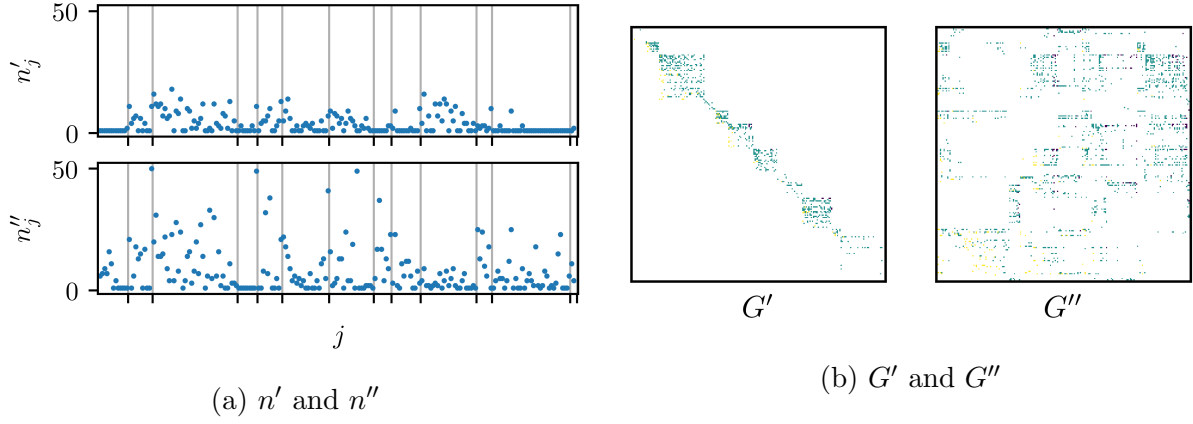 50
n′_j
0
50
n″_j
0
j
(a) n′ and n″
G′
G″
(b) G′ and G″